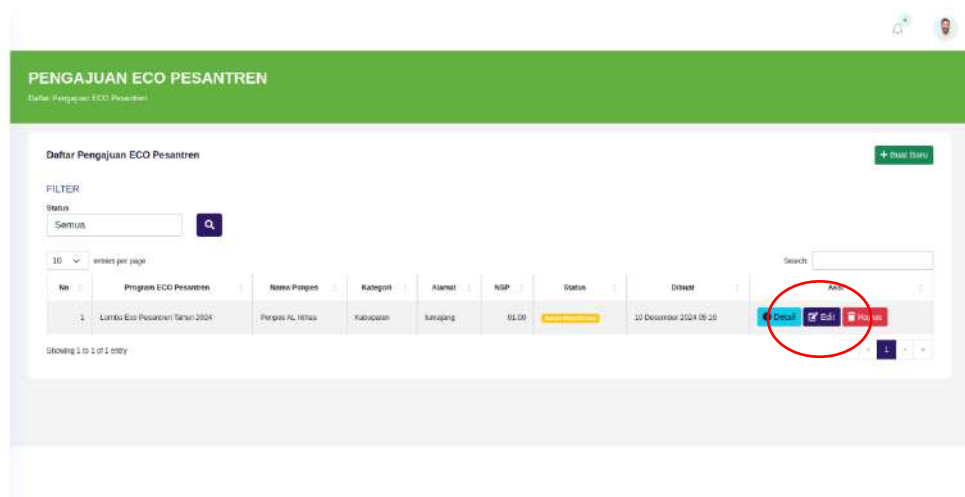 PENGAJUAN ECO PESANTREN
Daftar Pengajuan ECO Pesantren
Daftar Pengajuan ECO Pesantren
+ Buat Baru
FILTER
Status
Semua
10 entries per page
Search:
No Program ECO Pesantren Nama Ponpes Kategori Alamat NSP Status Dibuat Aksi
1 Lomba Eco Pesantren Tahun 2024 Ponpes AL Kabupaten lumajang 01.00 10 Desember 2024 Detail Edit Hapus
Showing 1 to 1 of 1 entry
1